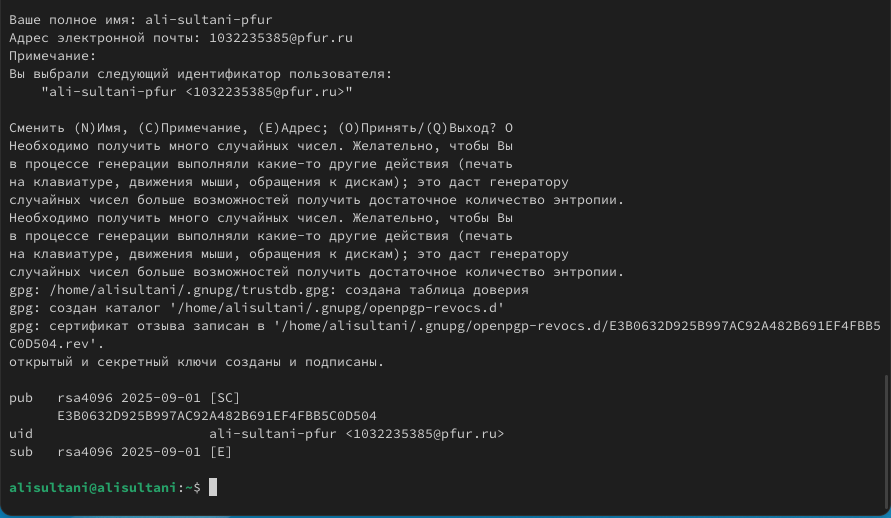 Ваше полное имя: ali-sultani-pfur
Адрес электронной почты: 1032235385@pfur.ru
Примечание:
Вы выбрали следующий идентификатор пользователя:
    "ali-sultani-pfur <1032235385@pfur.ru>"

Сменить (N)Имя, (C)Примечание, (E)Адрес; (O)Принять/(Q)Выход? O
Необходимо получить много случайных чисел. Желательно, чтобы Вы
в процессе генерации выполняли какие-то другие действия (печать
на клавиатуре, движения мыши, обращения к дискам); это даст генератору
случайных чисел больше возможностей получить достаточное количество энтропии.
Необходимо получить много случайных чисел. Желательно, чтобы Вы
в процессе генерации выполняли какие-то другие действия (печать
на клавиатуре, движения мыши, обращения к дискам); это даст генератору
случайных чисел больше возможностей получить достаточное количество энтропии.
gpg: /home/alisultani/.gnupg/trustdb.gpg: создана таблица доверия
gpg: создан каталог '/home/alisultani/.gnupg/openpgp-revocs.d'
gpg: сертификат отзыва записан в '/home/alisultani/.gnupg/openpgp-revocs.d/E3B0632D925B997AC92A482B691EF4FBB5
C0D504.rev'.
открытый и секретный ключи созданы и подписаны.

pub   rsa4096 2025-09-01 [SC]
      E3B0632D925B997AC92A482B691EF4FBB5C0D504
uid                      ali-sultani-pfur <1032235385@pfur.ru>
sub   rsa4096 2025-09-01 [E]

alisultani@alisultani:~$